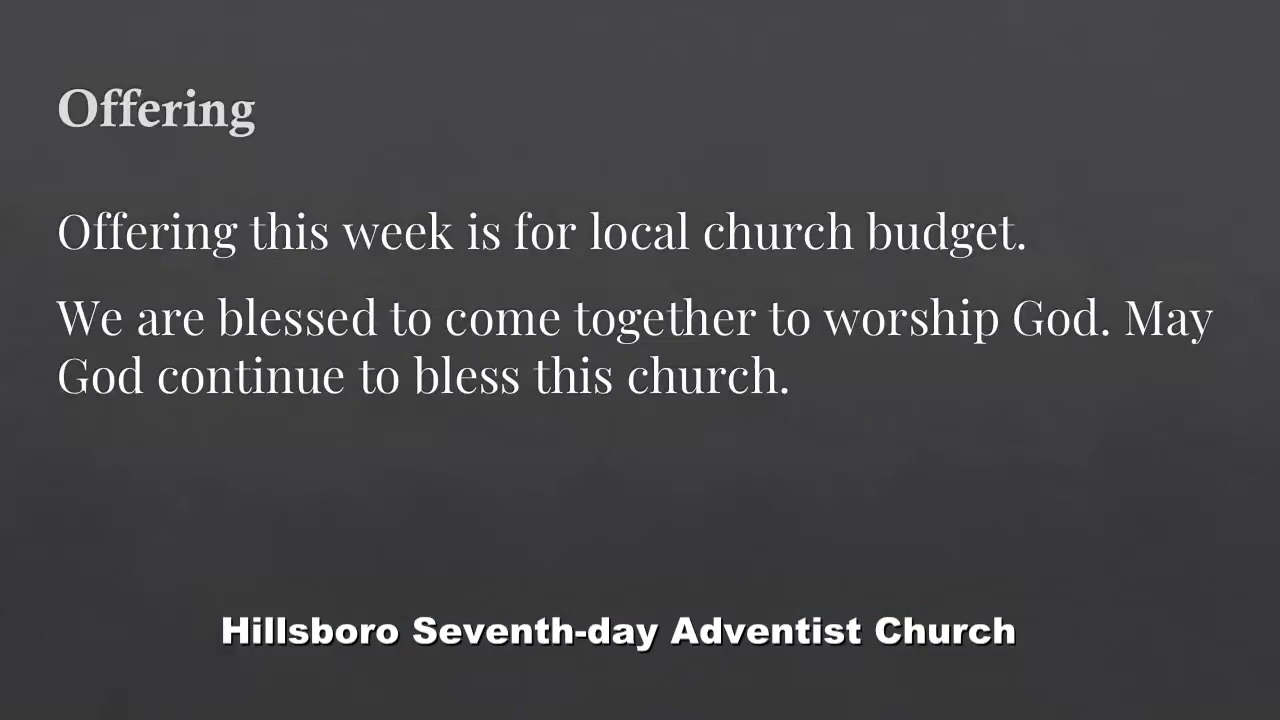 Offering
Offering this week is for local church budget.
We are blessed to come together to worship God. May
God continue to bless this church.
Hillsboro Seventh-day Adventist Church